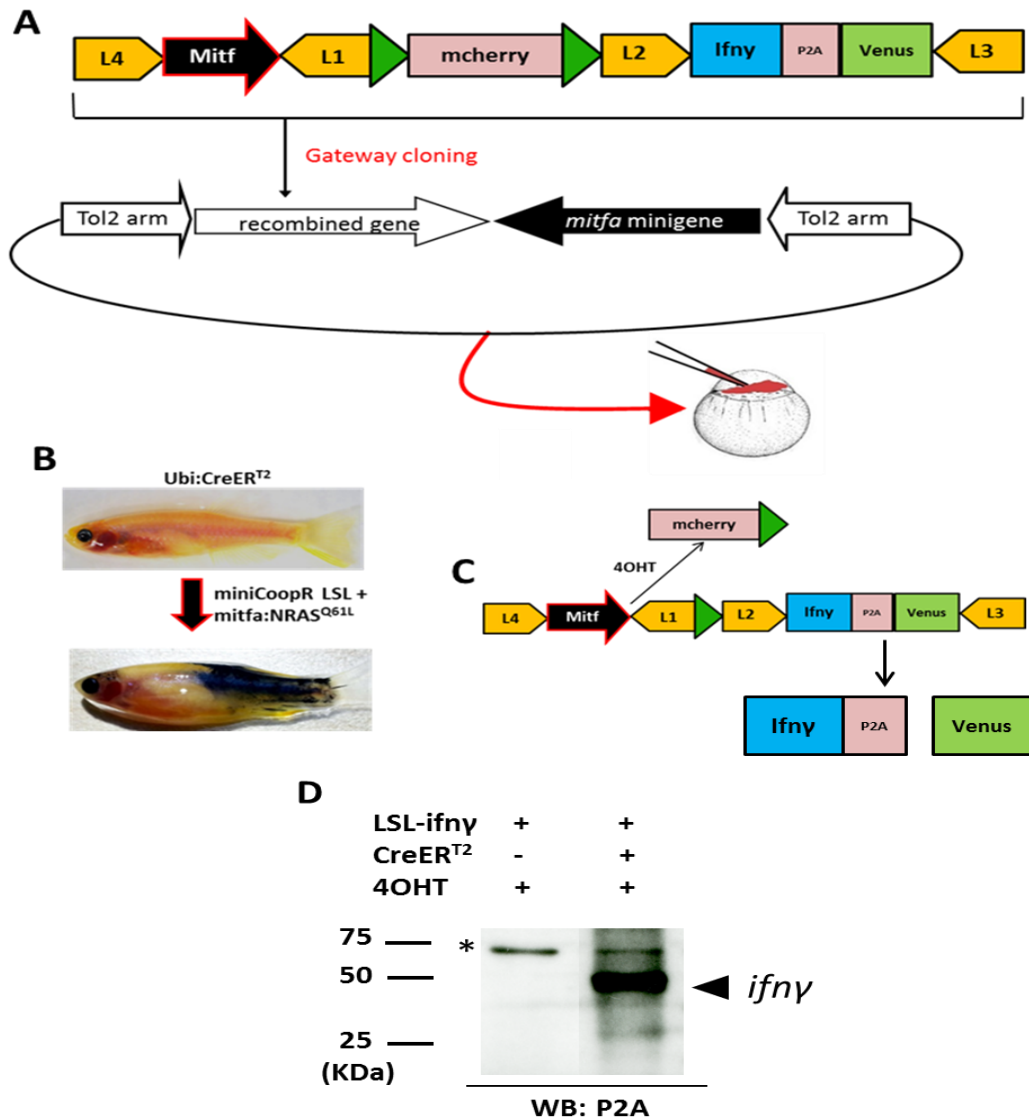 A
L4 Mitf L1 mcherry L2 Ifnγ P2A Venus L3
Gateway cloning
Tol2 arm recombined gene mitfa minigene Tol2 arm
B
Ubi:CreER^T2
miniCoopR LSL +
mitfa:NRAS^Q61L
mcherry
4OHT
C
L4 Mitf L1 L2 Ifnγ P2A Venus L3
Ifnγ P2A Venus
D
LSL-ifnγ + +
CreER^T2 - +
4OHT + +
75 *
50 ifnγ
25
(KDa)
WB: P2A